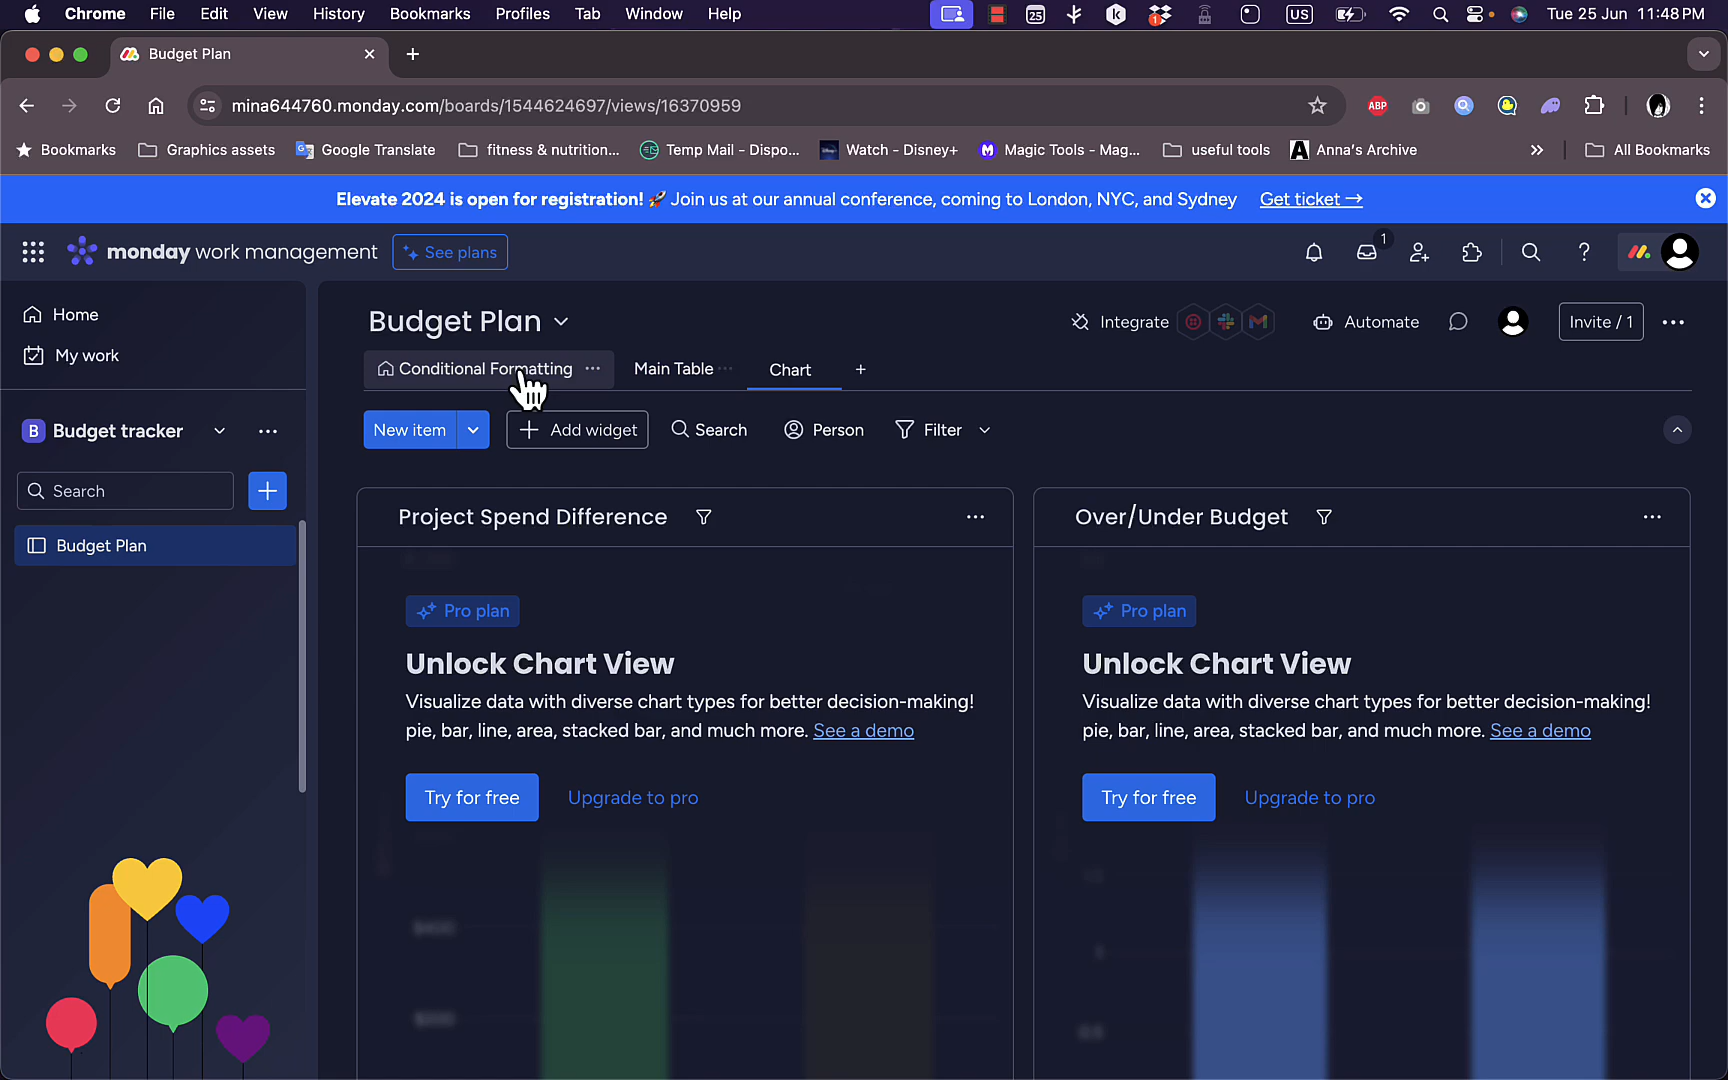 Chrome File Edit View History Bookmarks Profiles Tab Window Help 25 1 US Tue 25 Jun 11:48 PM
Budget Plan
mina644760.monday.com/boards/1544624697/views/16370959 ABP
Bookmarks Graphics assets Google Translate fitness & nutrition... Temp Mail - Dispo... Watch - Disney+ Magic Tools - Mag... useful tools Anna's Archive All Bookmarks
Elevate 2024 is open for registration! 🚀 Join us at our annual conference, coming to London, NYC, and Sydney Get ticket →
monday work management See plans 1
Home
My work
Budget Plan Integrate Automate Invite / 1
Conditional Formatting Main Table Chart
B Budget tracker
New item Add widget Search Person Filter
Search
Budget Plan
Project Spend Difference
Pro plan
Unlock Chart View
Visualize data with diverse chart types for better decision-making!
pie, bar, line, area, stacked bar, and much more. See a demo
Try for free Upgrade to pro
Over/Under Budget
Pro plan
Unlock Chart View
Visualize data with diverse chart types for better decision-making!
pie, bar, line, area, stacked bar, and much more. See a demo
Try for free Upgrade to pro